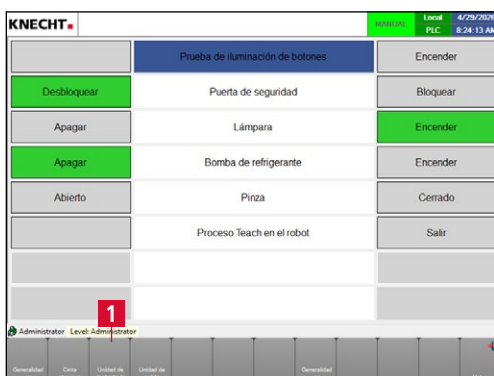 KNECHT
MANUAL
Local 4/29/2026
PLC 8:24:13 AM
Prueba de iluminación de botones
Encender
Desbloquear
Puerta de seguridad
Bloquear
Apagar
Lámpara
Encender
Apagar
Bomba de refrigerante
Encender
Abierto
Pinza
Cerrado
Proceso Teach en el robot
Salir
1
Administrator Level: Administrator
Generalidad
Cinta
Unidad de
Unidad de
Generalidad